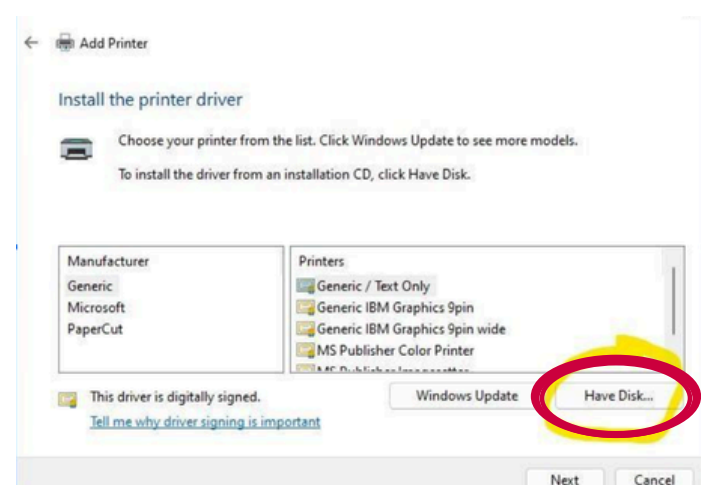 Add Printer
Install the printer driver
Choose your printer from the list. Click Windows Update to see more models.
To install the driver from an installation CD, click Have Disk.
Manufacturer
Generic
Microsoft
PaperCut
Printers
Generic / Text Only
Generic IBM Graphics 9pin
Generic IBM Graphics 9pin wide
MS Publisher Color Printer
MS Publisher Imagesetter
This driver is digitally signed.
Tell me why driver signing is important
Windows Update
Have Disk...
Next
Cancel